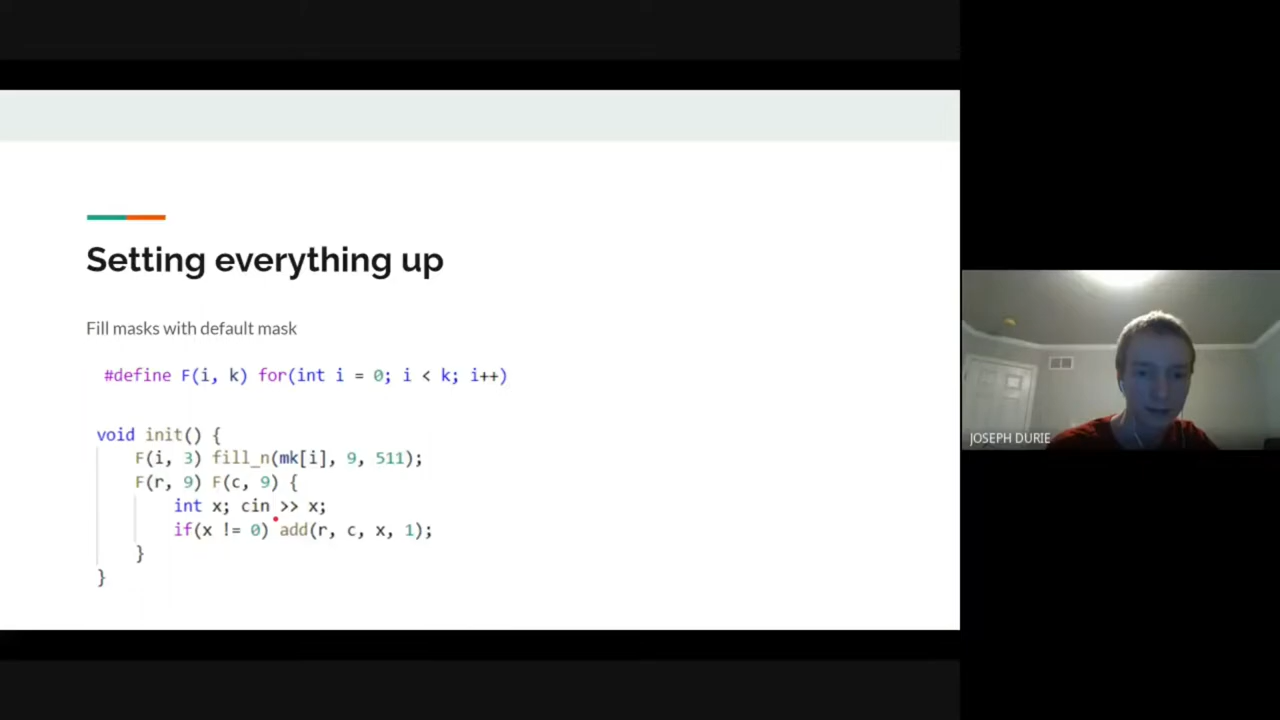 Setting everything up
Fill masks with default mask
#define F(i, k) for(int i = 0; i < k; i++)
void init() {
F(i, 3) fill_n(mk[i], 9, 511);
F(r, 9) F(c, 9) {
int x; cin >> x;
if(x != 0) add(r, c, x, 1);
}
}
JOSEPH DURIE